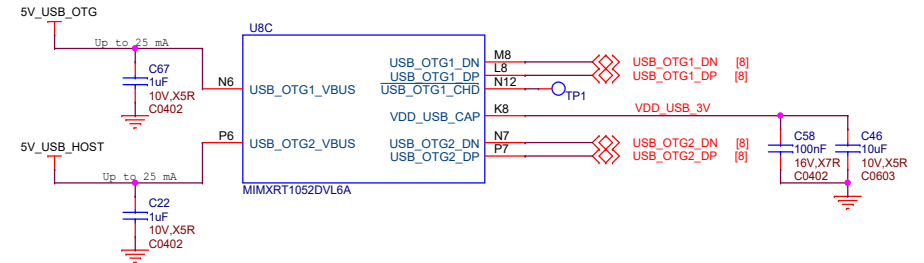 5V_USB_OTG
Up to 25 mA
C67
1uF
10V,X5R
C0402
U8C
N6
USB_OTG1_VBUS
P6
USB_OTG2_VBUS
USB_OTG1_DN
M8
USB_OTG1_DN [8]
USB_OTG1_DP
L8
USB_OTG1_DP [8]
USB_OTG1_CHD
N12
TP1
VDD_USB_CAP
K8
VDD_USB_3V
USB_OTG2_DN
N7
USB_OTG2_DN [8]
USB_OTG2_DP
P7
USB_OTG2_DP [8]
MIMXRT1052DVL6A
5V_USB_HOST
Up to 25 mA
C22
1uF
10V,X5R
C0402
C58
100nF
16V,X7R
C0402
C46
10uF
10V,X5R
C0603